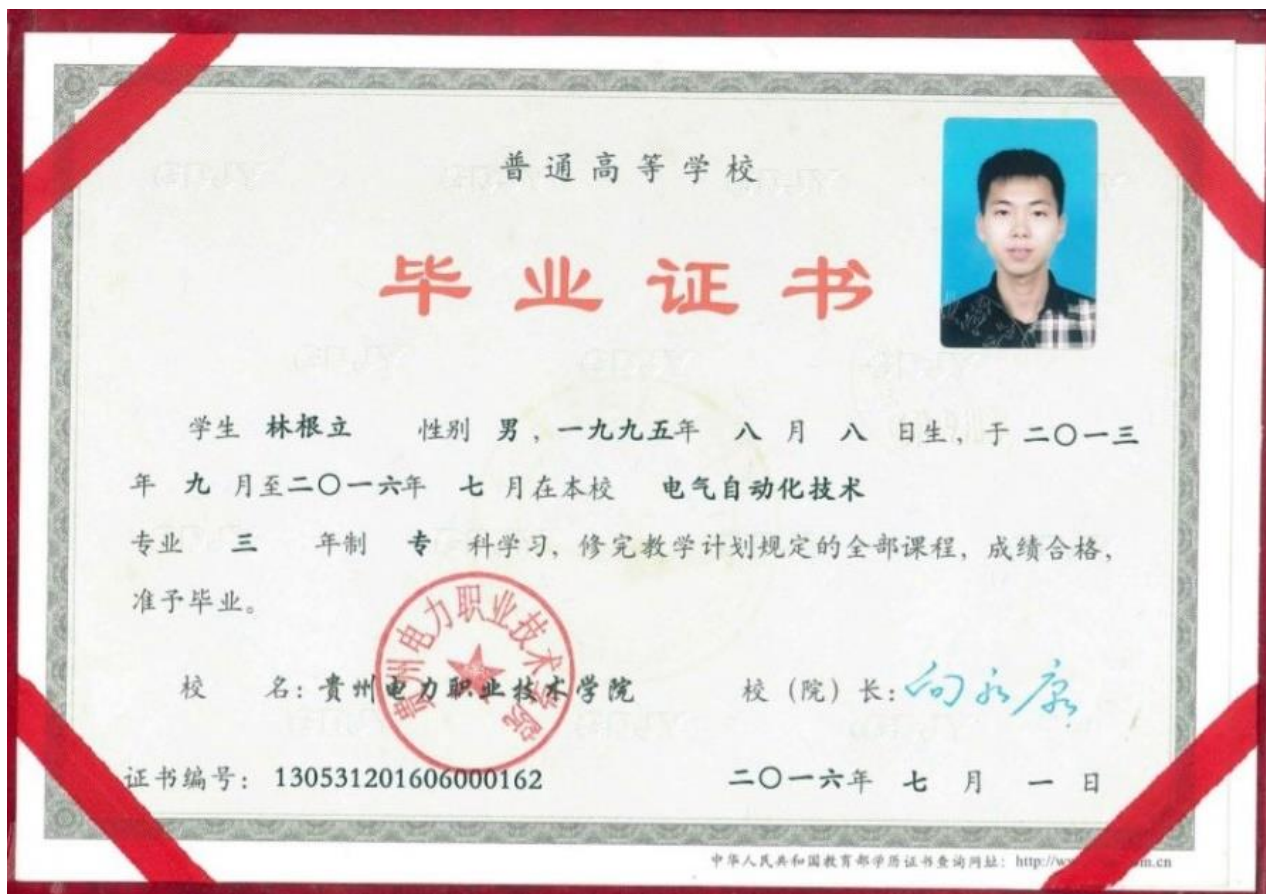 普通高等学校
毕业证书
学生 林根立 性别 男,一九九五年 八 月 八 日生,于 二〇一三
年 九 月至二〇一六年 七 月在本校 电气自动化技术
专业 三 年制 专 科学习,修完教学计划规定的全部课程,成绩合格,
准予毕业。
贵州电力职业技术学院
校 名:贵州电力职业技术学院 校(院)长:向永康
证书编号: 130531201606000162 二〇一六年 七 月 一 日
中华人民共和国教育部学历证书查询网址: http://w